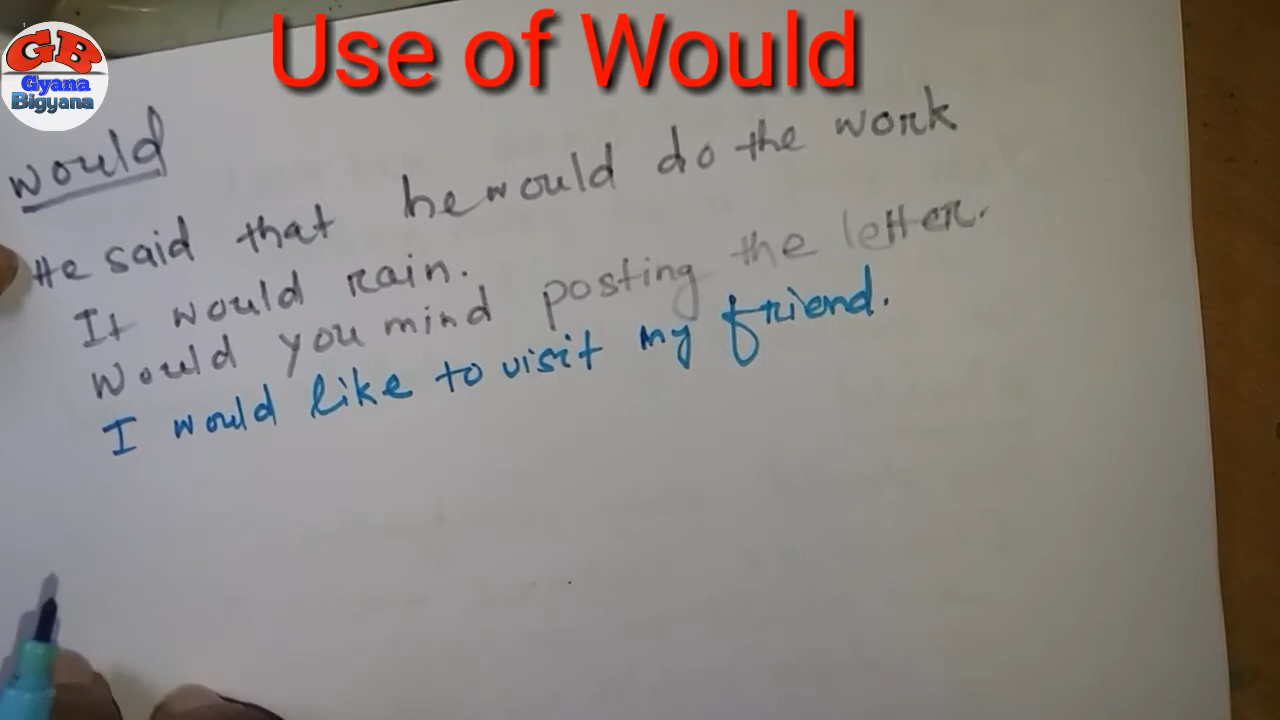 Use of Would
GB
Gyana
Bigyana
would
He said that he would do the work
It would rain.
Would you mind posting the letter.
I would like to visit my friend.